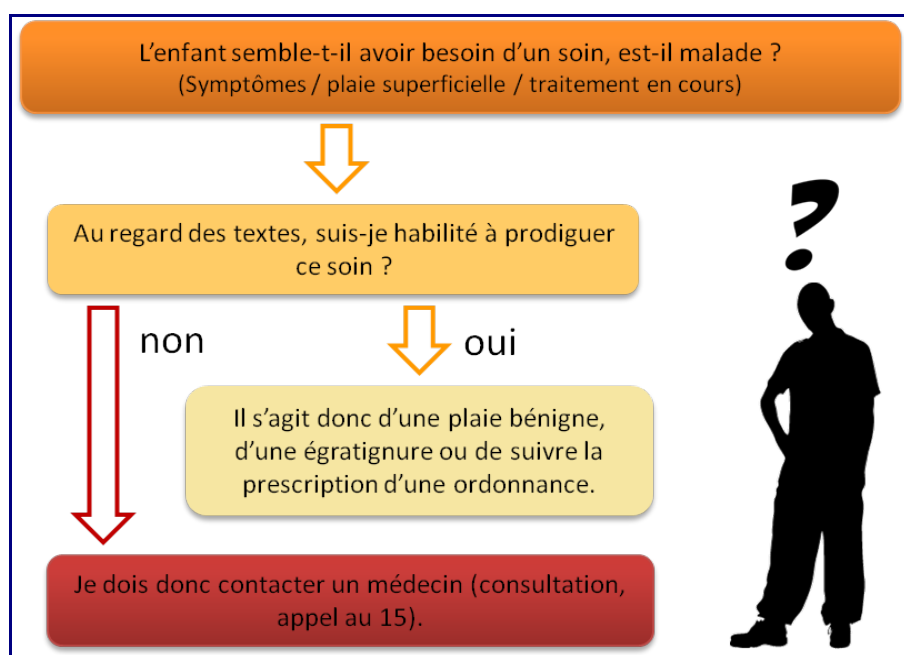 L'enfant semble-t-il avoir besoin d'un soin, est-il malade ?
(Symptômes / plaie superficielle / traitement en cours)
?
Au regard des textes, suis-je habilité à prodiguer
ce soin ?
non
oui
Il s'agit donc d'une plaie bénigne,
d'une égratignure ou de suivre la
prescription d'une ordonnance.
Je dois donc contacter un médecin (consultation,
appel au 15).